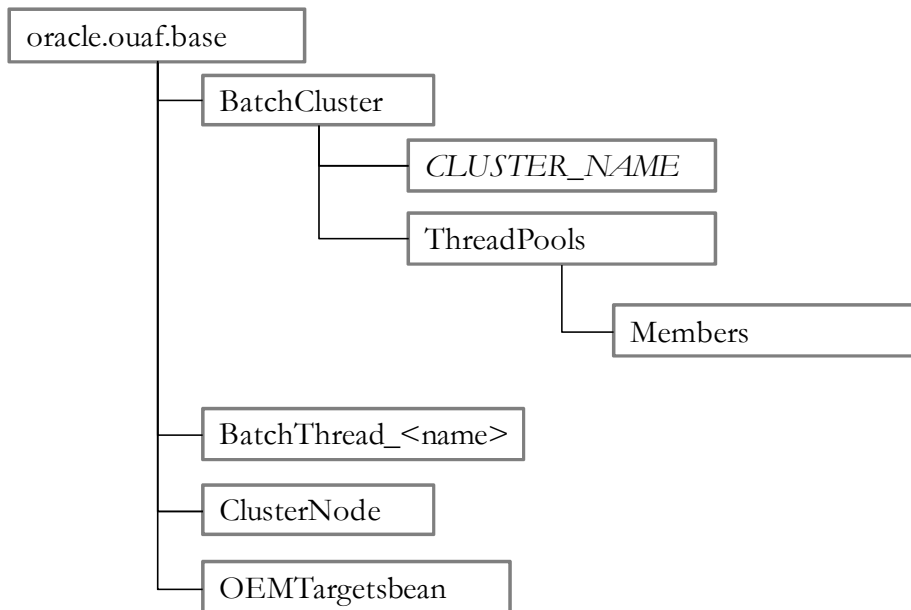 oracle.ouaf.base
BatchCluster
CLUSTER_NAME
ThreadPools
Members
BatchThread_<name>
ClusterNode
OEMTargetsbean